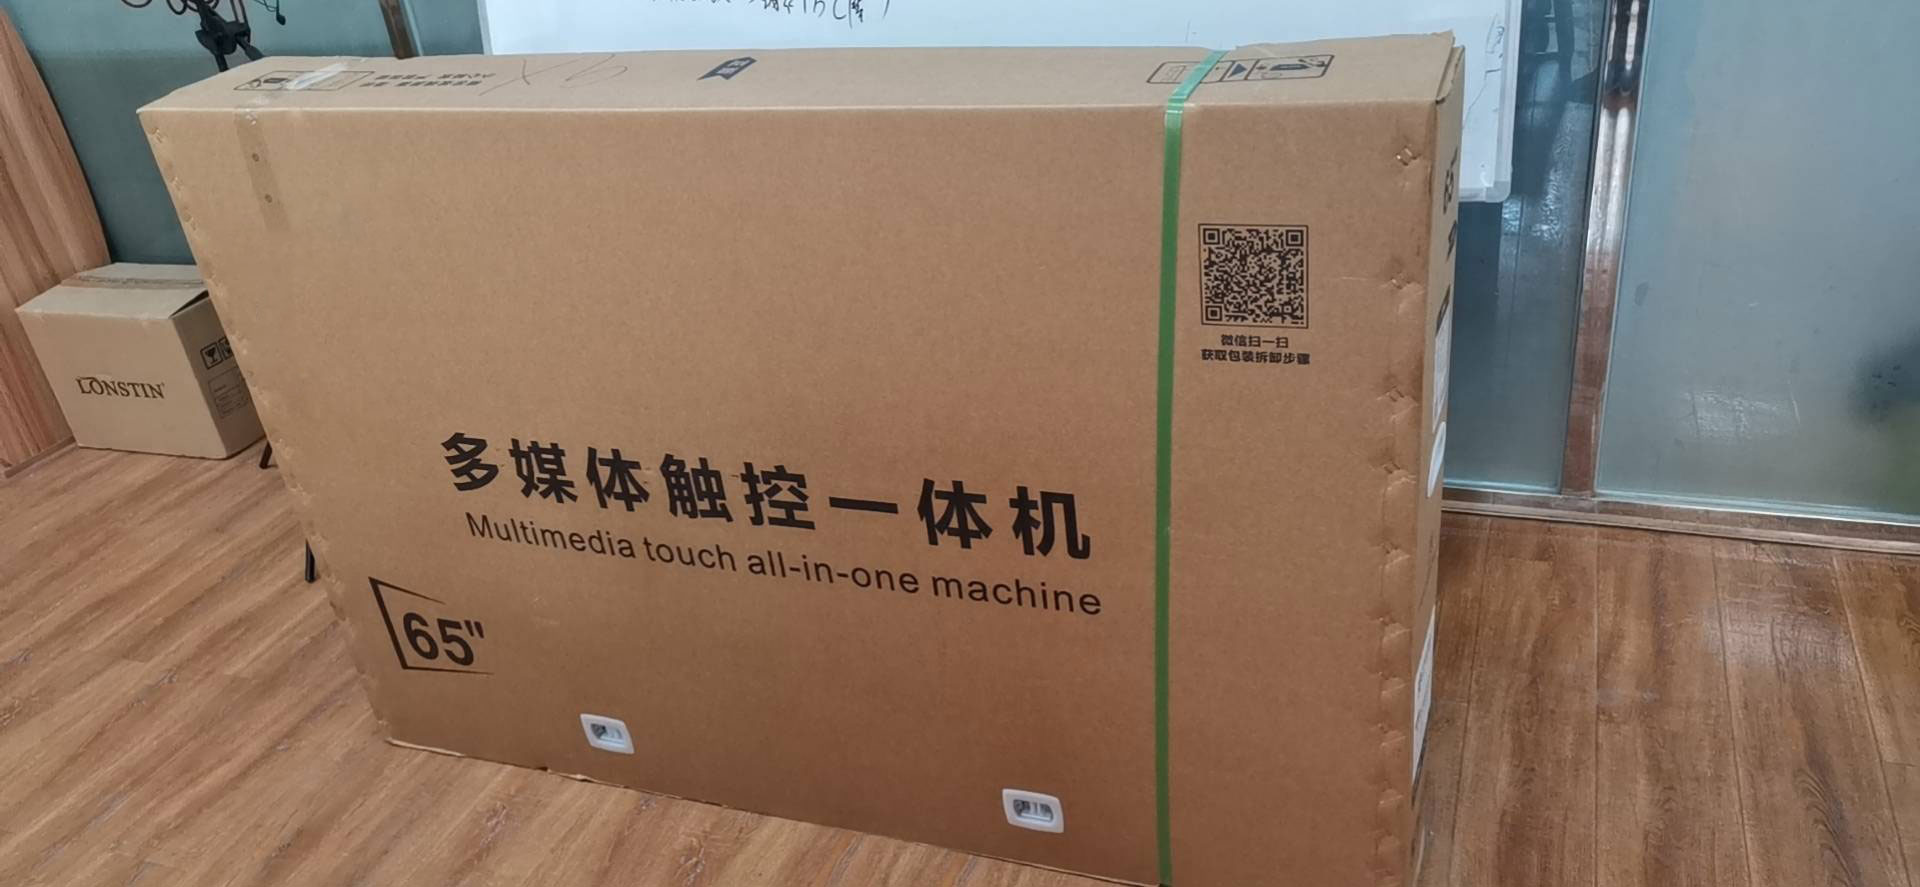 微信扫一扫
获取包装拆卸步骤
LONSTIN
多媒体触控一体机
Multimedia touch all-in-one machine
65"